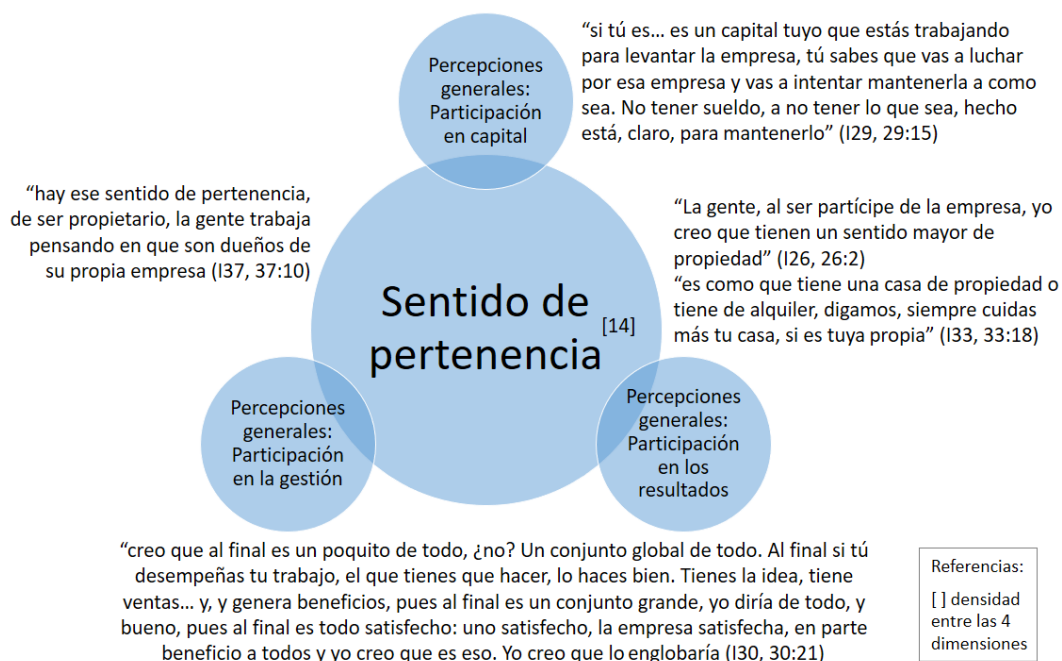 “si tú es... es un capital tuyo que estás trabajando
para levantar la empresa, tú sabes que vas a luchar
por esa empresa y vas a intentar mantenerla a como
sea. No tener sueldo, a no tener lo que sea, hecho
está, claro, para mantenerlo” (I29, 29:15)
Percepciones
generales:
Participación
en capital
“hay ese sentido de pertenencia,
de ser propietario, la gente trabaja
pensando en que son dueños de
su propia empresa (I37, 37:10)
“La gente, al ser partícipe de la empresa, yo
creo que tienen un sentido mayor de
propiedad” (I26, 26:2)
“es como que tiene una casa de propiedad o
tiene de alquiler, digamos, siempre cuidas
más tu casa, si es tuya propia” (I33, 33:18)
Sentido de
pertenencia
[14]
Percepciones
generales:
Participación
en la gestión
Percepciones
generales:
Participación
en los
resultados
“creo que al final es un poquito de todo, ¿no? Un conjunto global de todo. Al final si tú
desempeñas tu trabajo, el que tienes que hacer, lo haces bien. Tienes la idea, tiene
ventas... y, y genera beneficios, pues al final es un conjunto grande, yo diría de todo, y
bueno, pues al final es todo satisfecho: uno satisfecho, la empresa satisfecha, en parte
beneficio a todos y yo creo que es eso. Yo creo que lo englobaría (I30, 30:21)
Referencias:
[ ] densidad
entre las 4
dimensiones